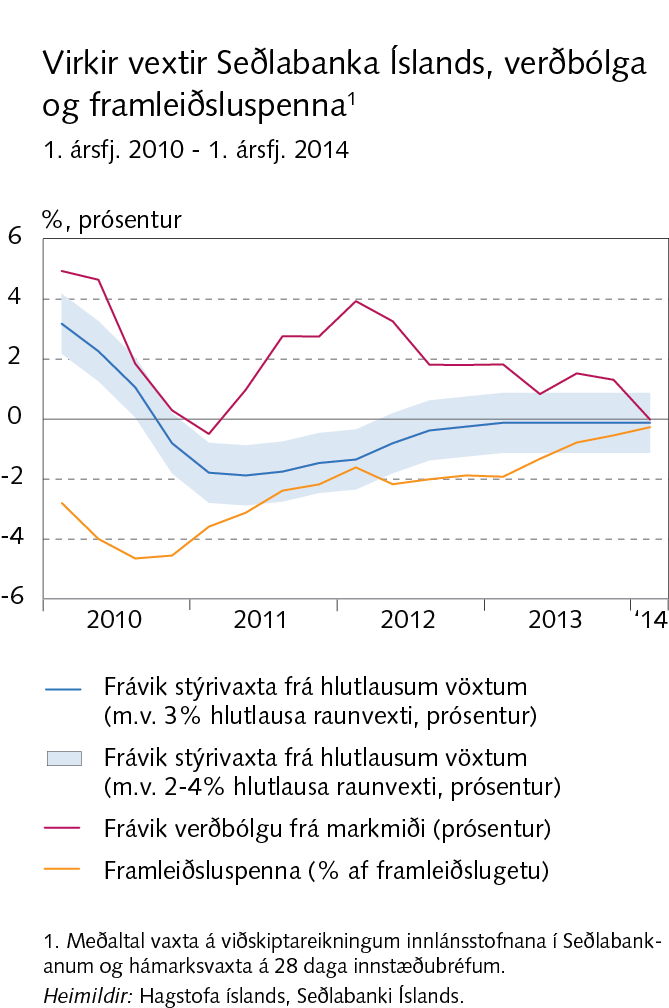 Virkir vextir Seðlabanka Íslands, verðbólga
og framleiðsluspenna¹
1. ársfj. 2010 - 1. ársfj. 2014
%, prósentur
6
4
2
0
-2
-4
-6
2010 2011 2012 2013 ‘14
Frávik stýrivaxta frá hlutlausum vöxtum
(m.v. 3% hlutlausa raunvexti, prósentur)
Frávik stýrivaxta frá hlutlausum vöxtum
(m.v. 2-4% hlutlausa raunvexti, prósentur)
Frávik verðbólgu frá markmiði (prósentur)
Framleiðsluspenna (% af framleiðslugetu)
1. Meðaltal vaxta á viðskiptareikningum innlánsstofnana í Seðlabank-
anum og hámarksvaxta á 28 daga innstæðubréfum.
Heimildir: Hagstofa íslands, Seðlabanki Íslands.